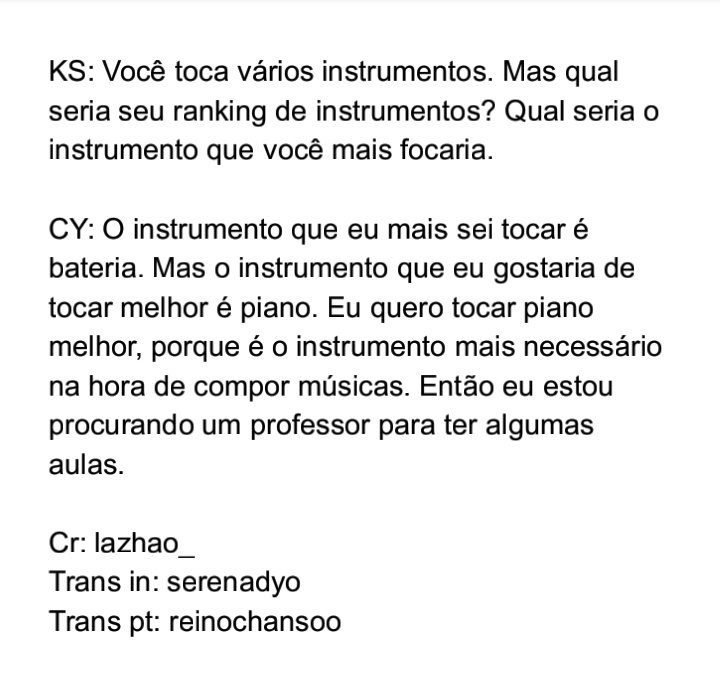 KS: Você toca vários instrumentos. Mas qual
seria seu ranking de instrumentos? Qual seria o
instrumento que você mais focaria.
CY: O instrumento que eu mais sei tocar é
bateria. Mas o instrumento que eu gostaria de
tocar melhor é piano. Eu quero tocar piano
melhor, porque é o instrumento mais necessário
na hora de compor músicas. Então eu estou
procurando um professor para ter algumas
aulas.
Cr: lazhao_
Trans in: serenadyo
Trans pt: reinochansoo